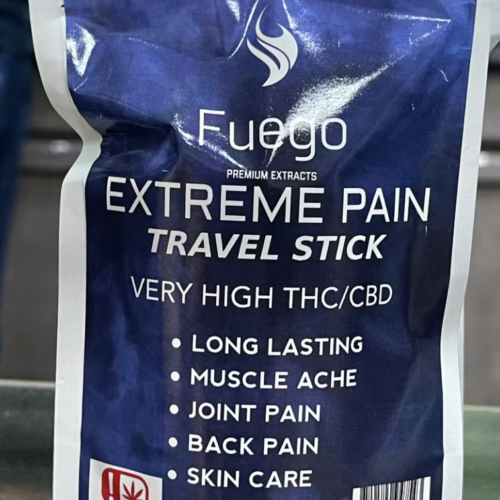 Fuego
PREMIUM EXTRACTS
EXTREME PAIN
TRAVEL STICK
VERY HIGH THC/CBD
• LONG LASTING
• MUSCLE ACHE
• JOINT PAIN
• BACK PAIN
• SKIN CARE